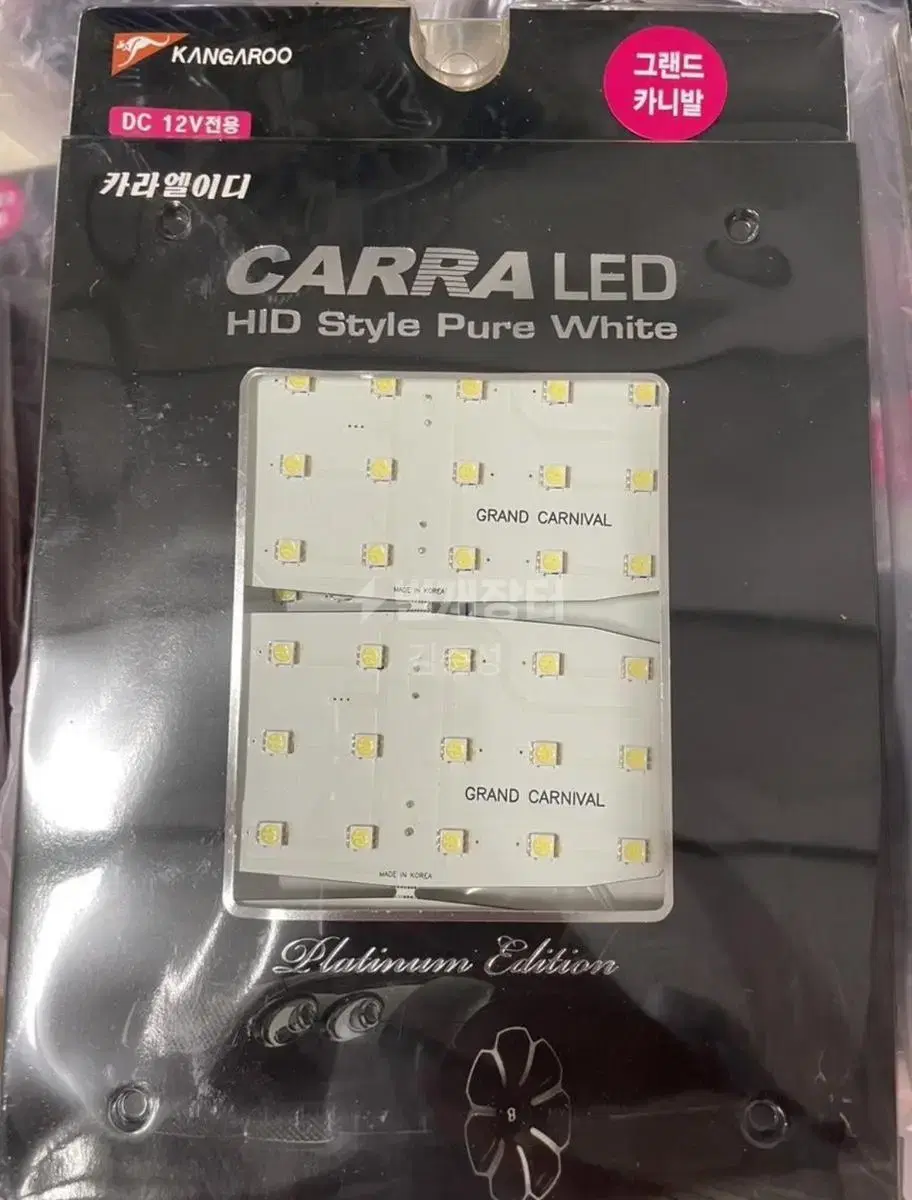 KANGAROO
그랜드
카니발
DC 12V전용
카라엘이디
CARRA LED
HID Style Pure White
GRAND CARNIVAL
MADE IN KOREA
번개장터
GRAND CARNIVAL
MADE IN KOREA
Platinum Edition
8